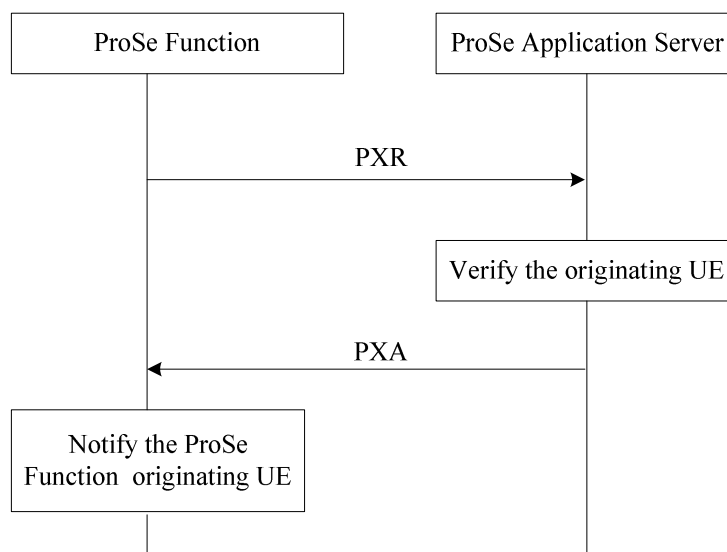 ProSe Function
ProSe Application Server
PXR
Verify the originating UE
PXA
Notify the ProSe
Function originating UE